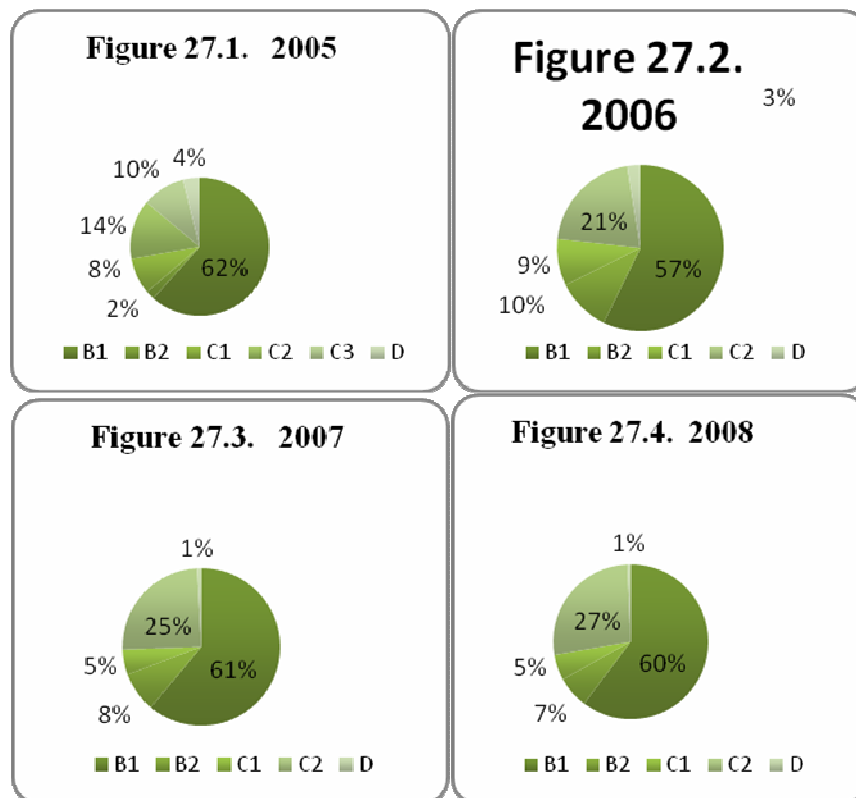 Figure 27.1. 2005
4%
10%
14%
8%
62%
2%
B1 B2 C1 C2 C3 D
Figure 27.2.
2006
3%
21%
9%
57%
10%
B1 B2 C1 C2 D
Figure 27.3. 2007
1%
25%
5%
61%
8%
B1 B2 C1 C2 D
Figure 27.4. 2008
1%
27%
5%
60%
7%
B1 B2 C1 C2 D